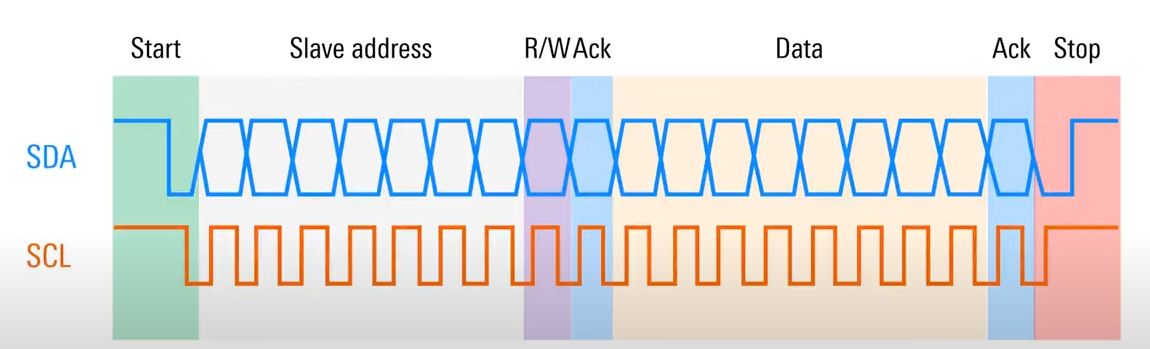 Start Slave address R/W Ack Data Ack Stop
SDA
SCL